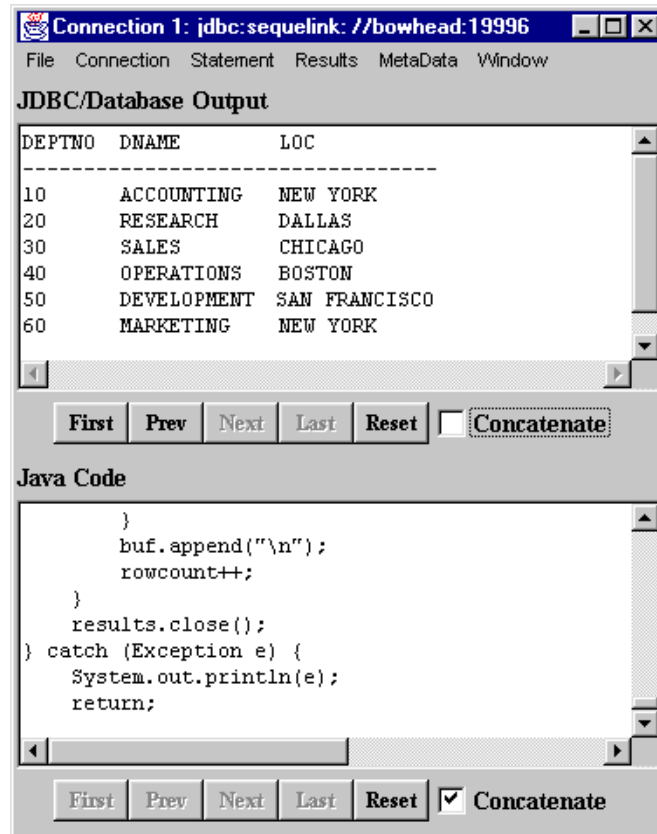 Connection 1: jdbc:sequelink: //bowhead:19996
File Connection Statement Results MetaData Window
JDBC/Database Output
DEPTNO DNAME LOC
----------------------------------
10 ACCOUNTING NEW YORK
20 RESEARCH DALLAS
30 SALES CHICAGO
40 OPERATIONS BOSTON
50 DEVELOPMENT SAN FRANCISCO
60 MARKETING NEW YORK
First Prev Next Last Reset Concatenate
Java Code
}
buf.append("\n");
rowcount++;
}
results.close();
} catch (Exception e) {
System.out.println(e);
return;
First Prev Next Last Reset Concatenate